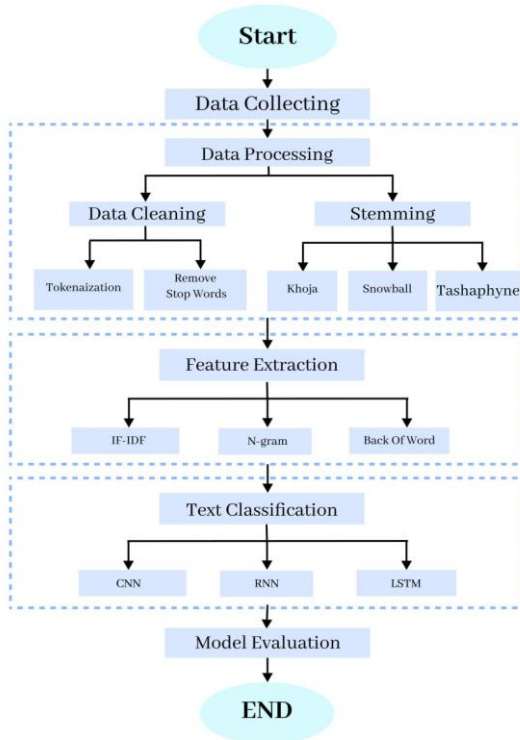 Start
Data Collecting
Data Processing
Data Cleaning
Stemming
Tokenaization
Remove
Stop Words
Khoja
Snowball
Tashaphyne
Feature Extraction
IF-IDF
N-gram
Back Of Word
Text Classification
CNN
RNN
LSTM
Model Evaluation
END